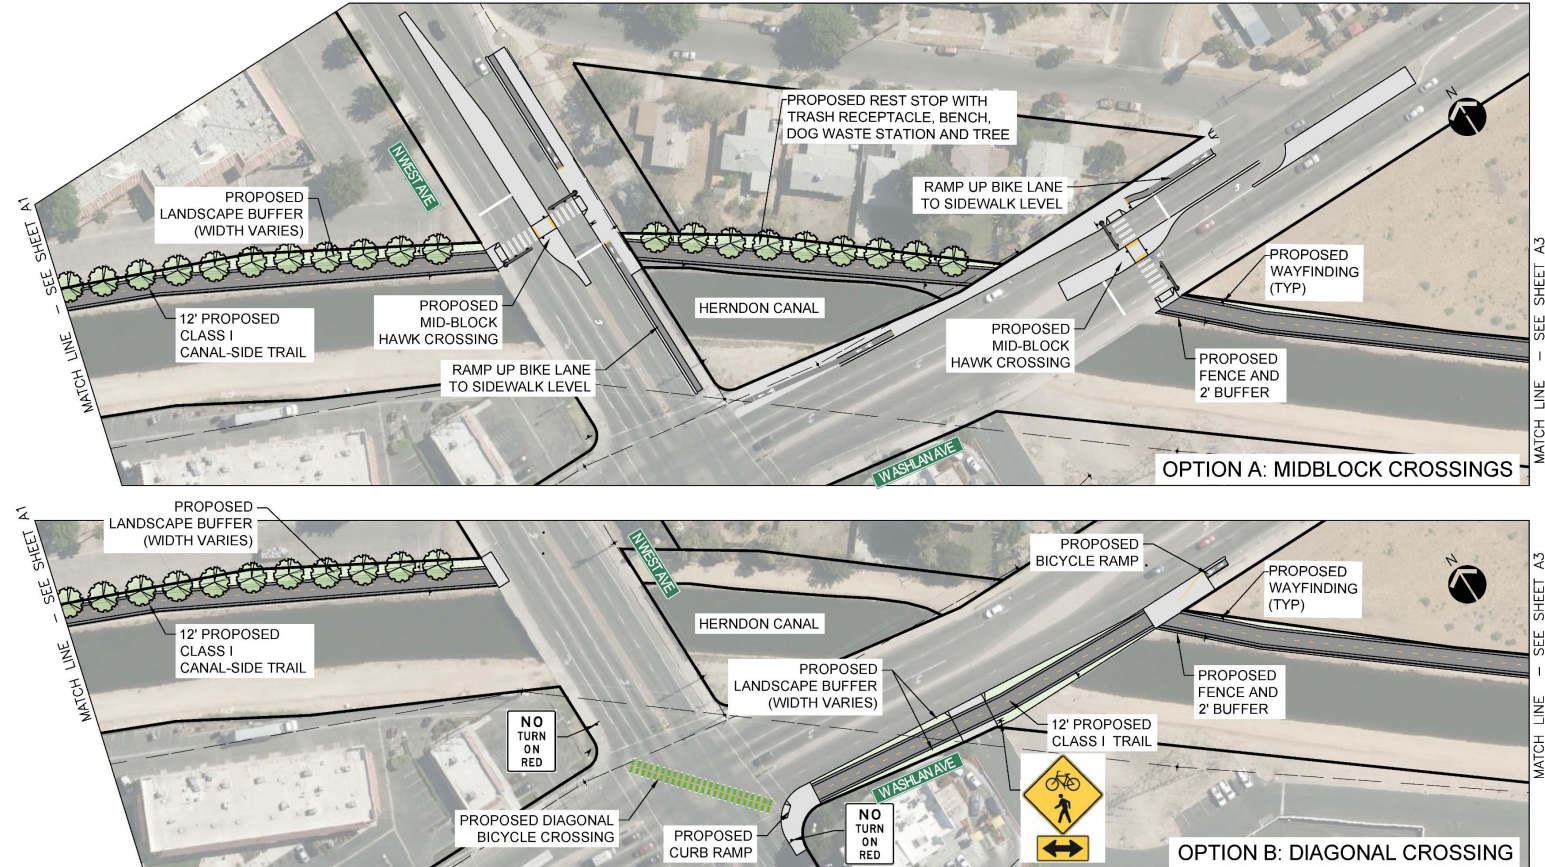 N WEST AVE
PROPOSED REST STOP WITH
TRASH RECEPTACLE, BENCH,
DOG WASTE STATION AND TREE
N
RAMP UP BIKE LANE
TO SIDEWALK LEVEL
PROPOSED
LANDSCAPE BUFFER
(WIDTH VARIES)
MATCH LINE - SEE SHEET A1
12' PROPOSED
CLASS I
CANAL-SIDE TRAIL
PROPOSED
MID-BLOCK
HAWK CROSSING
RAMP UP BIKE LANE
TO SIDEWALK LEVEL
HERNDON CANAL
PROPOSED
MID-BLOCK
HAWK CROSSING
PROPOSED
WAYFINDING
(TYP)
PROPOSED
FENCE AND
2' BUFFER
MATCH LINE - SEE SHEET A3
W ASHLAN AVE
OPTION A: MIDBLOCK CROSSINGS
PROPOSED
LANDSCAPE BUFFER
(WIDTH VARIES)
MATCH LINE - SEE SHEET A1
12' PROPOSED
CLASS I
CANAL-SIDE TRAIL
N WEST AVE
HERNDON CANAL
PROPOSED
BICYCLE RAMP
N
PROPOSED
WAYFINDING
(TYP)
PROPOSED
LANDSCAPE BUFFER
(WIDTH VARIES)
PROPOSED
FENCE AND
2' BUFFER
12' PROPOSED
CLASS I TRAIL
MATCH LINE - SEE SHEET A3
NO
TURN
ON
RED
W ASHLAN AVE
PROPOSED DIAGONAL
BICYCLE CROSSING
PROPOSED
CURB RAMP
NO
TURN
ON
RED
OPTION B: DIAGONAL CROSSING